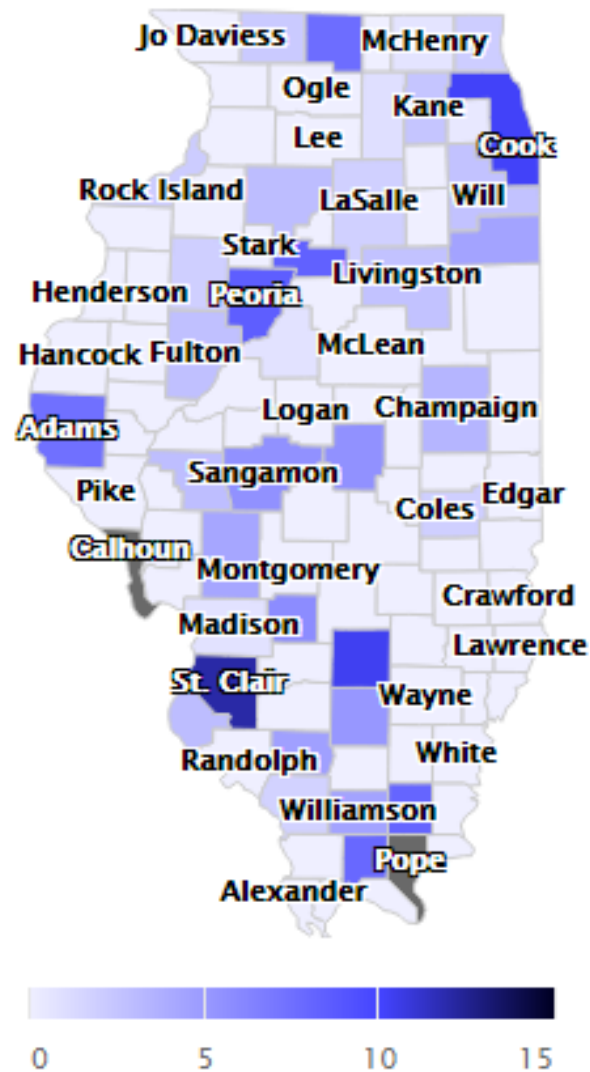 Jo Daviess McHenry
Ogle
Kane
Lee
Cook
Rock Island LaSalle Will
Stark
Livingston
Henderson Peoria
Hancock Fulton McLean
Logan Champaign
Adams
Sangamon
Pike Edgar
Coles
Calhoun
Montgomery
Crawford
Madison
Lawrence
St. Clair
Wayne
Randolph White
Williamson
Pope
Alexander
0 5 10 15